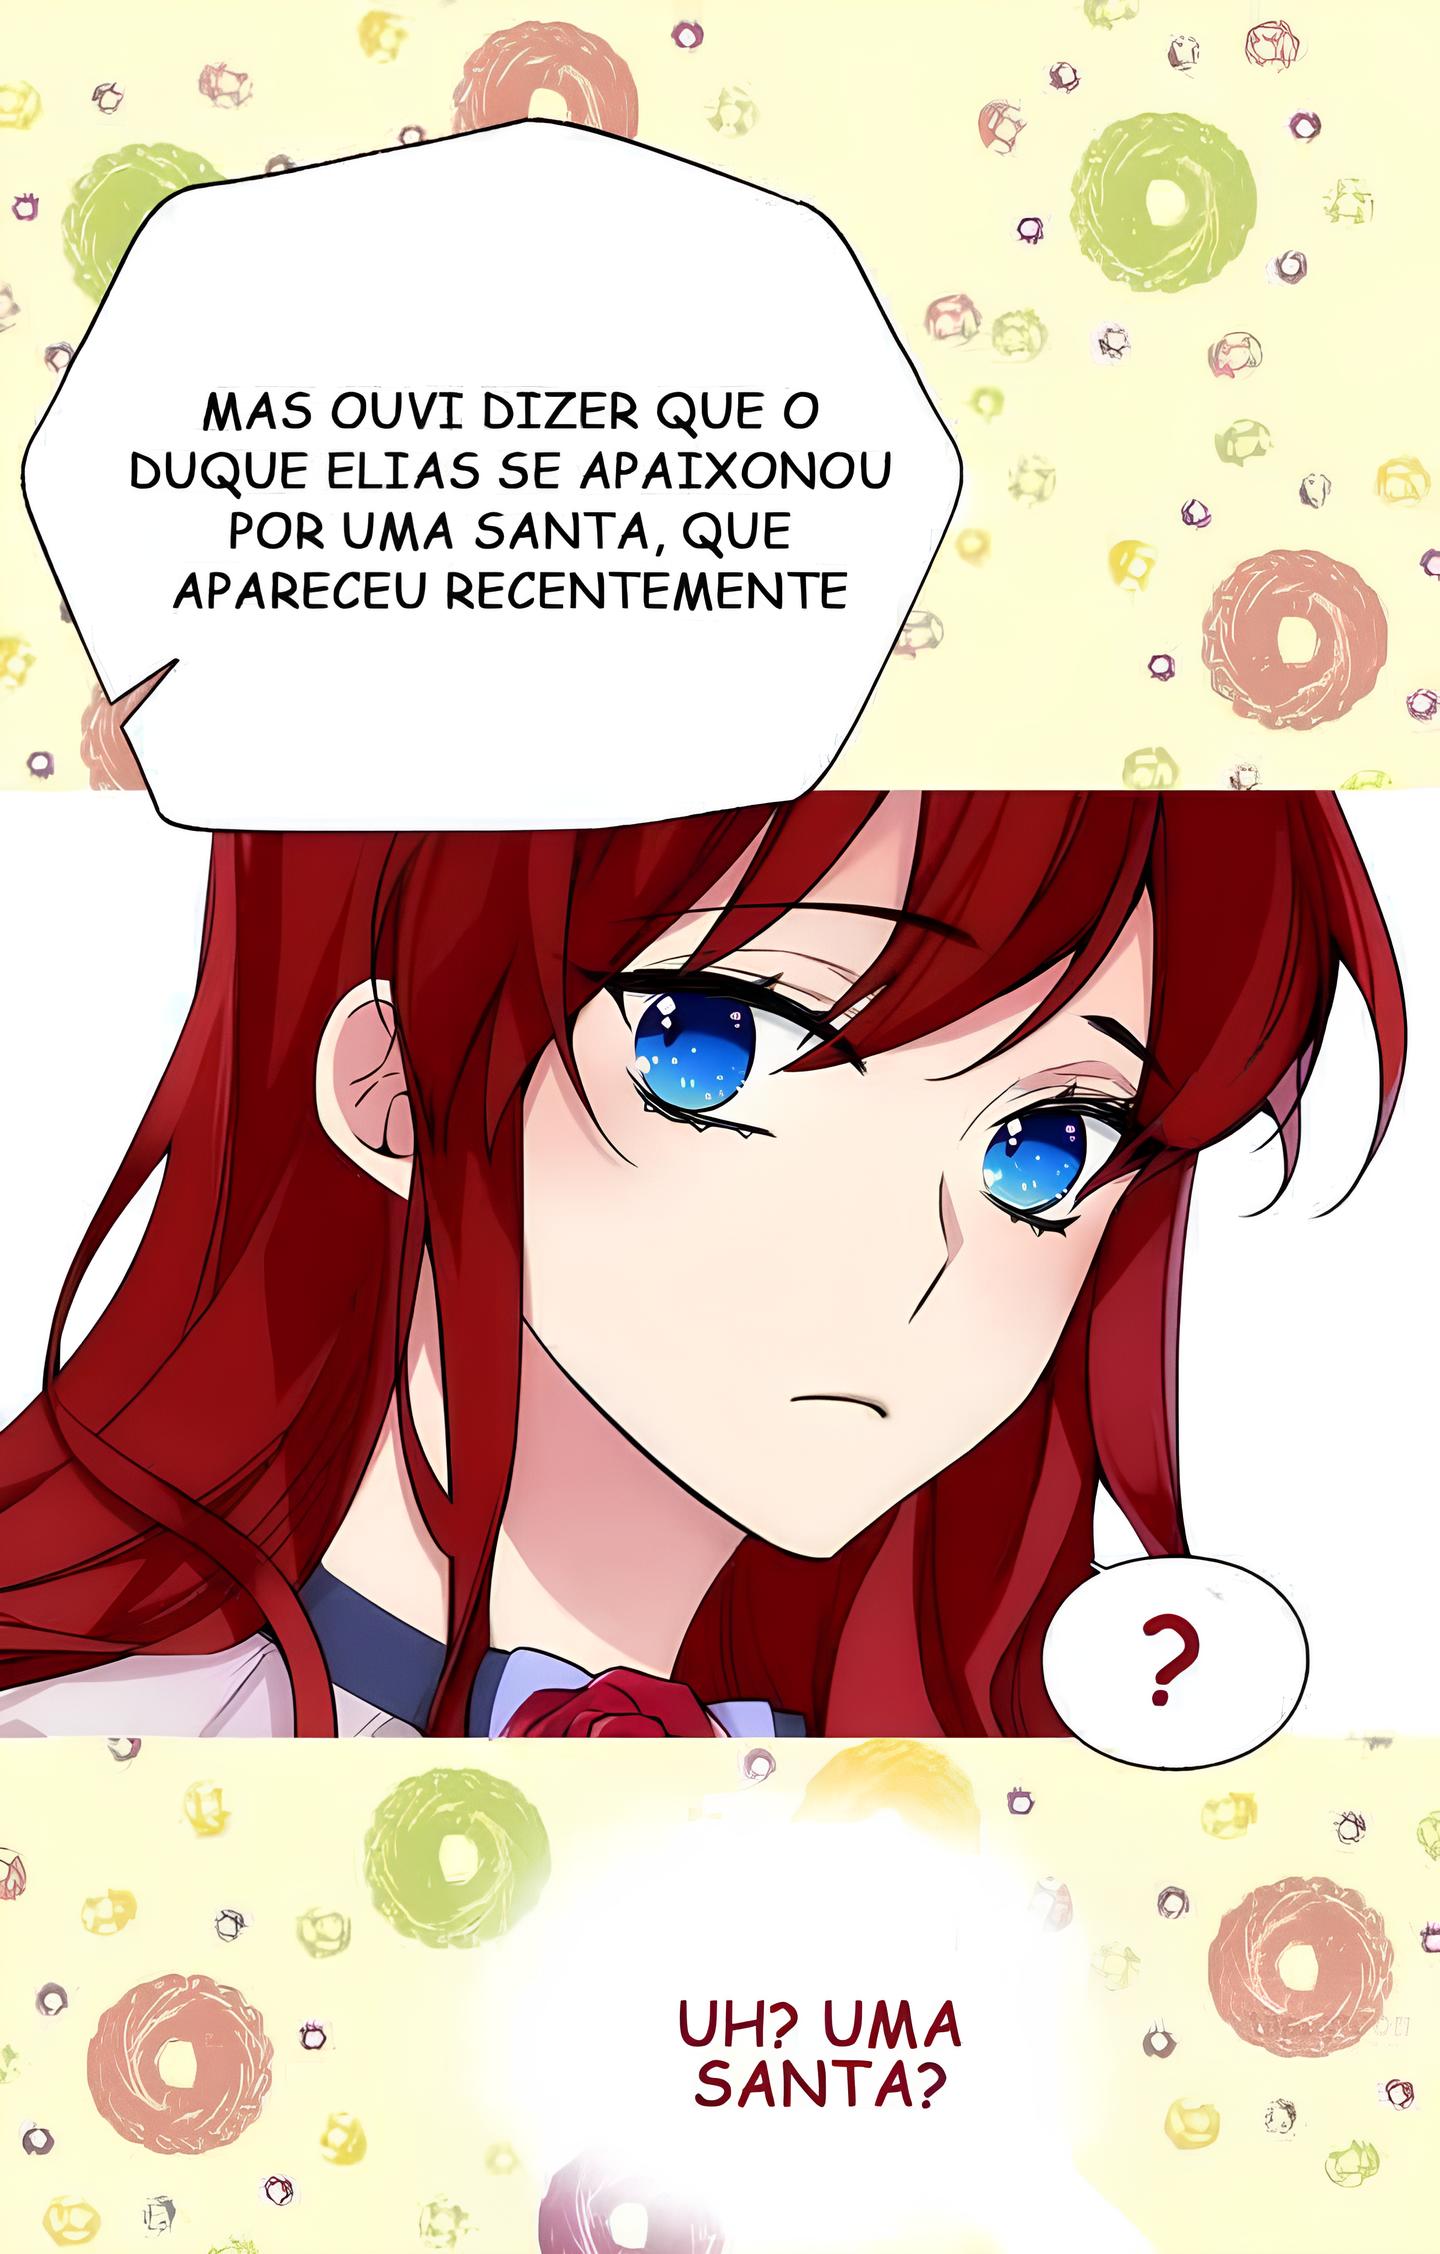 MAS OUVI DIZER QUE O
DUQUE ELIAS SE APAIXONOU
POR UMA SANTA, QUE
APARECEU RECENTEMENTE
?
UH? UMA
SANTA?